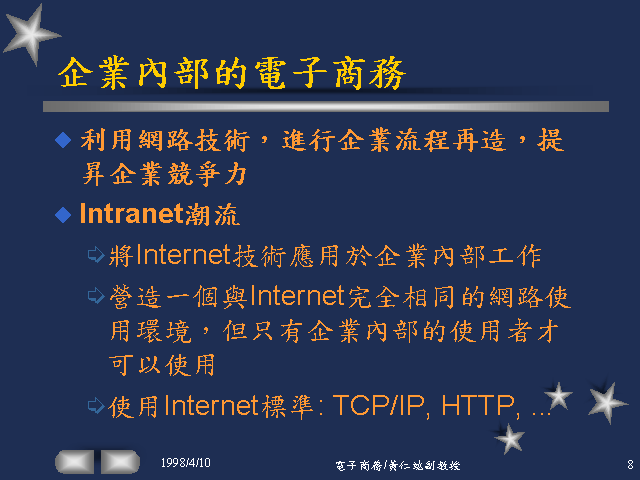 企業內部的電子商務
利用網路技術，進行企業流程再造，提
昇企業競爭力
Intranet潮流
將Internet技術應用於企業內部工作
營造一個與Internet完全相同的網路使
用環境，但只有企業內部的使用者才
可以使用
使用Internet標準: TCP/IP, HTTP, ...
1998/4/10
電子商務/黃仁 副教授
8